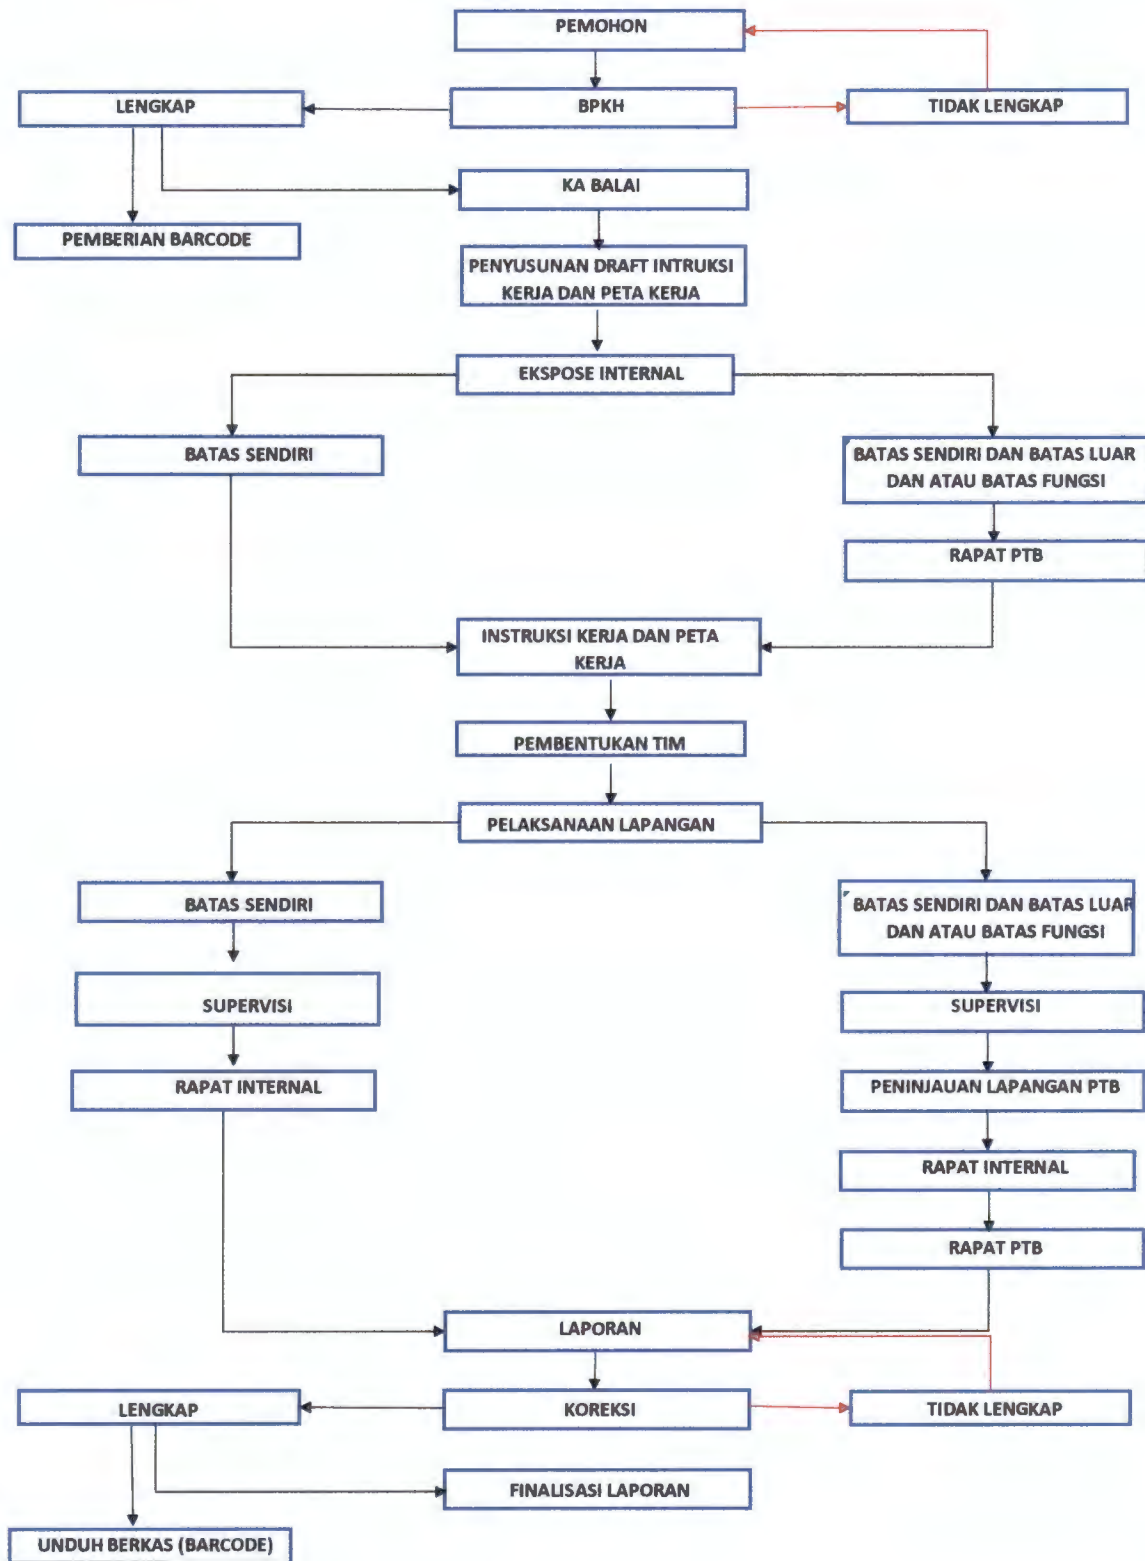 PEMOHON
LENGKAP
BPKH
TIDAK LENGKAP
KA BALAI
PEMBERIAN BARCODE
PENYUSUNAN DRAFT INTRUKSI
KERJA DAN PETA KERJA
EKSPOSE INTERNAL
BATAS SENDIRI
BATAS SENDIRI DAN BATAS LUAR
DAN ATAU BATAS FUNGSI
RAPAT PTB
INSTRUKSI KERJA DAN PETA
KERJA
PEMBENTUKAN TIM
PELAKSANAAN LAPANGAN
BATAS SENDIRI
BATAS SENDIRI DAN BATAS LUAR
DAN ATAU BATAS FUNGSI
SUPERVISI
SUPERVISI
RAPAT INTERNAL
PENINJAUAN LAPANGAN PTB
RAPAT INTERNAL
RAPAT PTB
LAPORAN
LENGKAP
KOREKSI
TIDAK LENGKAP
FINALISASI LAPORAN
UNDUH BERKAS (BARCODE)